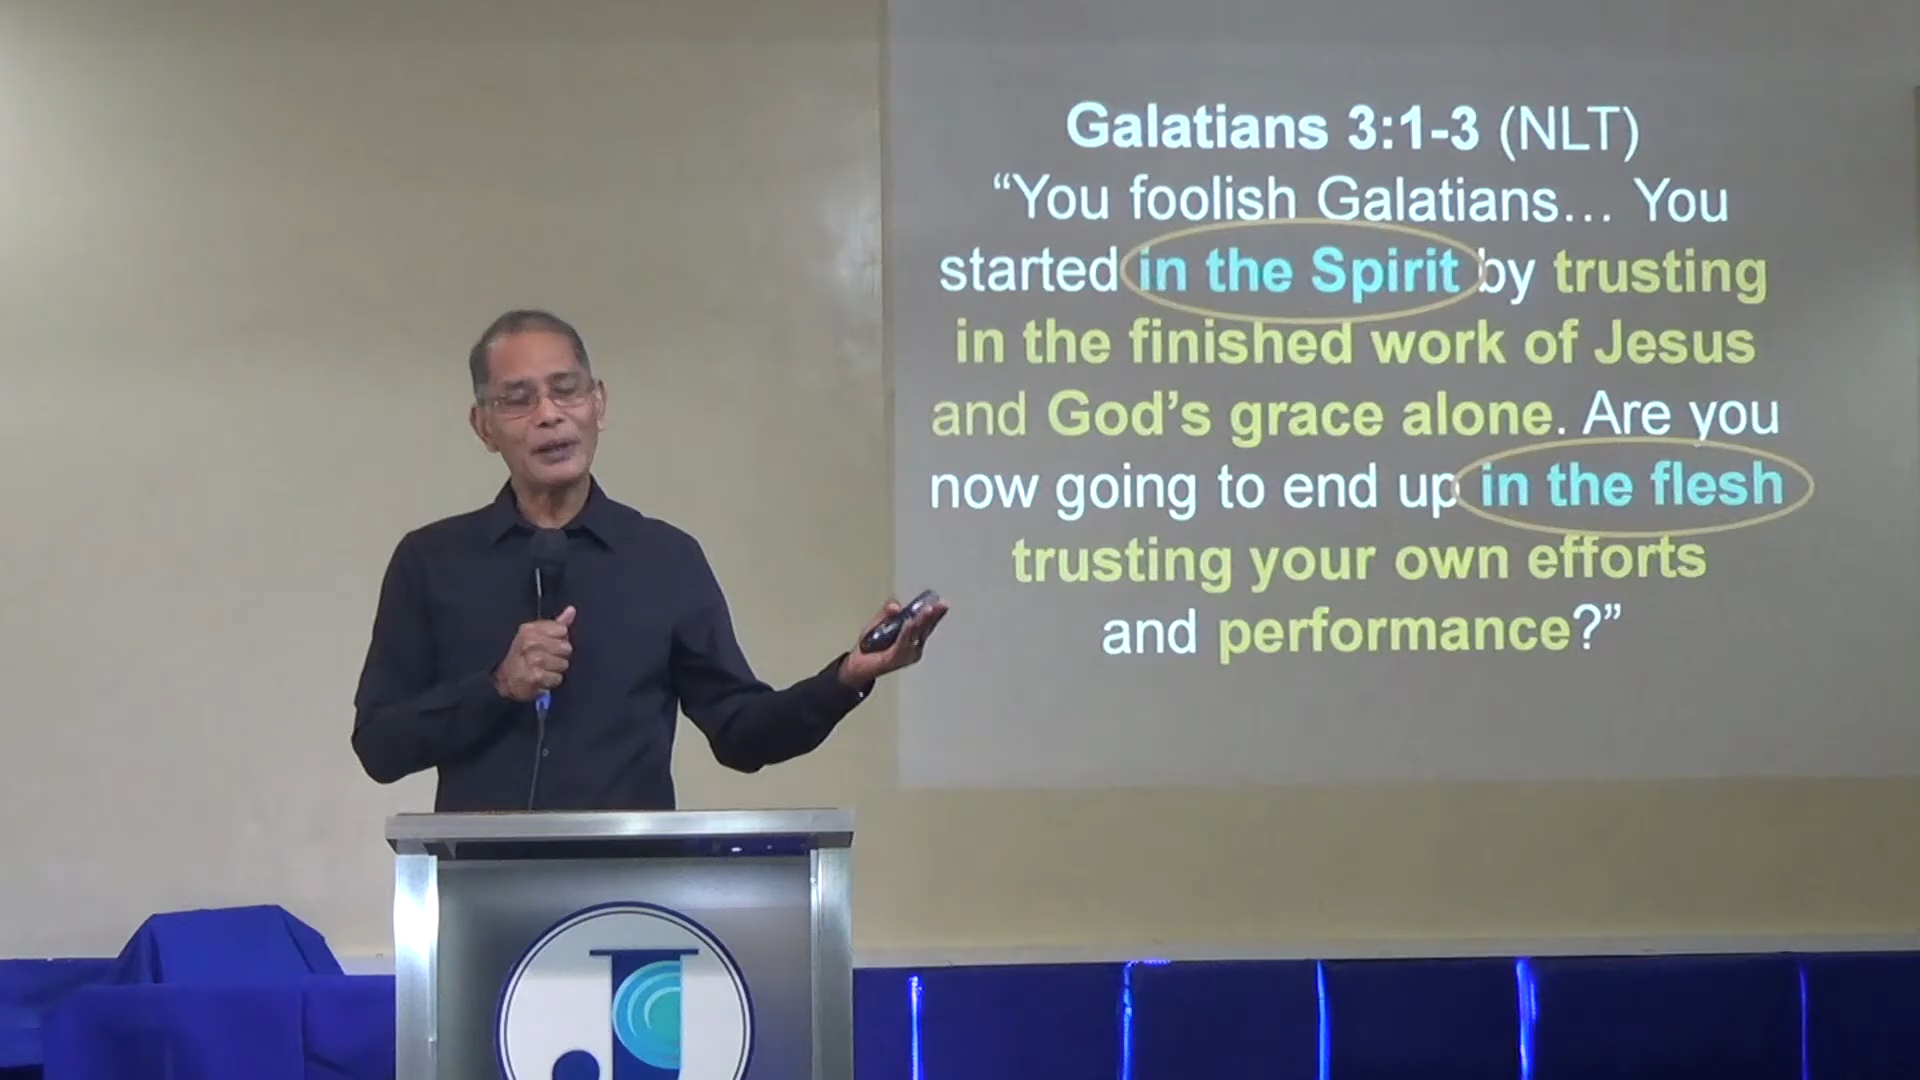 Galatians 3:1-3 (NLT)
“You foolish Galatians… You
started in the Spirit by trusting
in the finished work of Jesus
and God’s grace alone. Are you
now going to end up in the flesh
trusting your own efforts
and performance?”